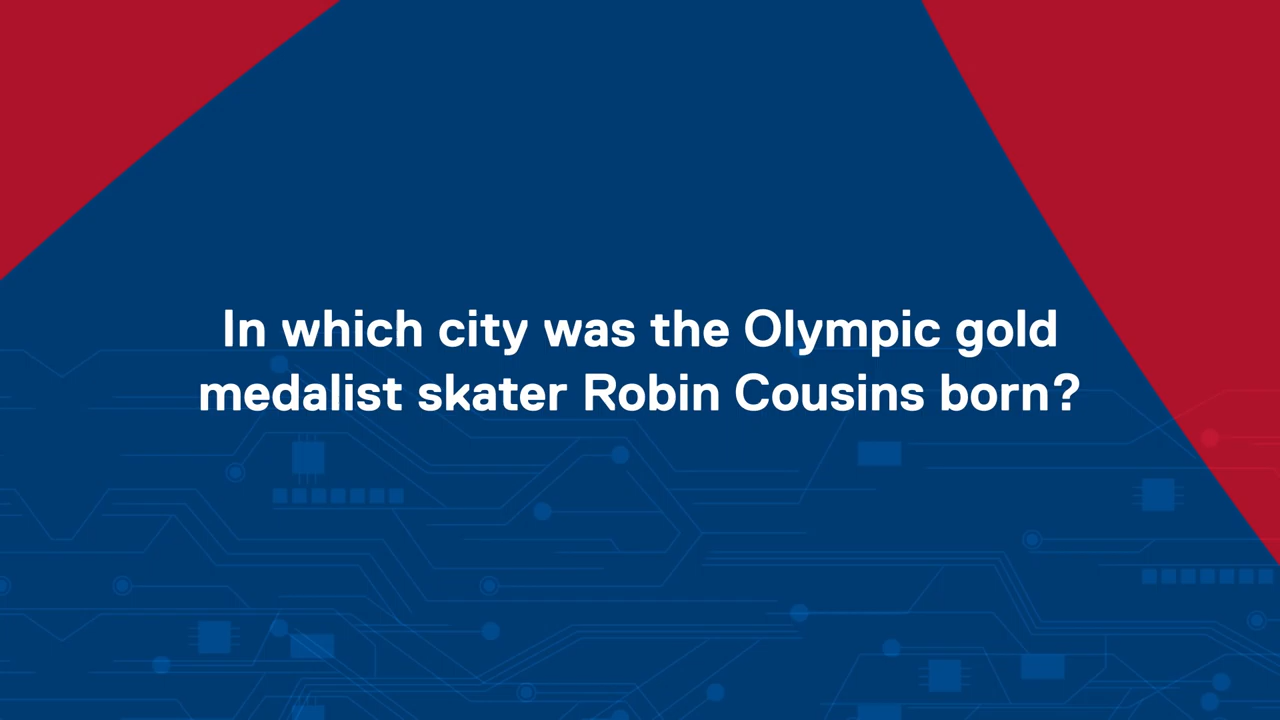 In which city was the Olympic gold
medalist skater Robin Cousins born?